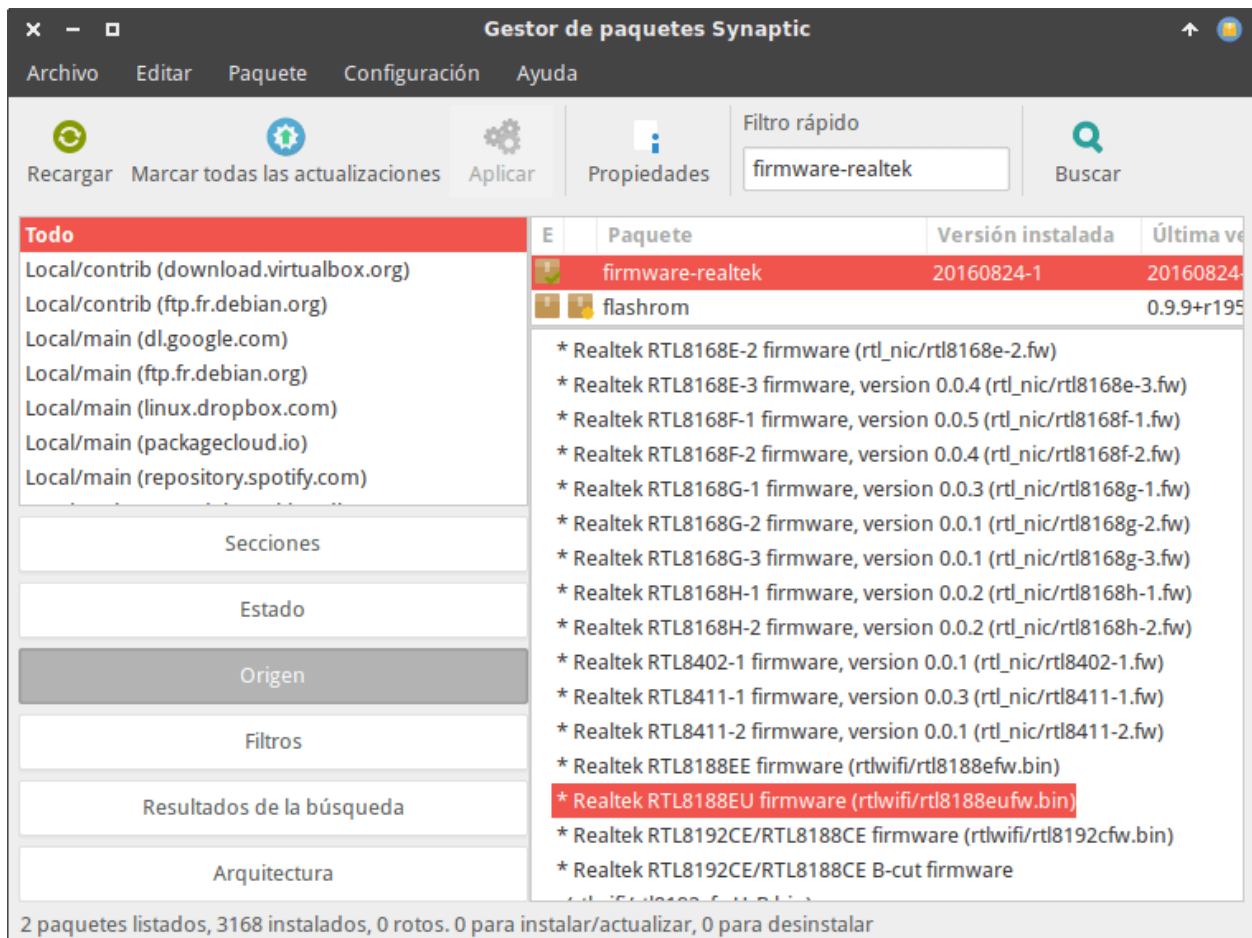 Gestor de paquetes Synaptic
Archivo Editar Paquete Configuración Ayuda
Recargar
Marcar todas las actualizaciones
Aplicar
Propiedades
Filtro rápido
firmware-realtek
Buscar
Todo
Local/contrib (download.virtualbox.org)
Local/contrib (ftp.fr.debian.org)
Local/main (dl.google.com)
Local/main (ftp.fr.debian.org)
Local/main (linux.dropbox.com)
Local/main (packagecloud.io)
Local/main (repository.spotify.com)
Secciones
Estado
Origen
Filtros
Resultados de la búsqueda
Arquitectura
E Paquete Versión instalada Última ve
firmware-realtek 20160824-1 20160824-
flashrom 0.9.9+r195
* Realtek RTL8168E-2 firmware (rtl_nic/rtl8168e-2.fw)
* Realtek RTL8168E-3 firmware, version 0.0.4 (rtl_nic/rtl8168e-3.fw)
* Realtek RTL8168F-1 firmware, version 0.0.5 (rtl_nic/rtl8168f-1.fw)
* Realtek RTL8168F-2 firmware, version 0.0.4 (rtl_nic/rtl8168f-2.fw)
* Realtek RTL8168G-1 firmware, version 0.0.3 (rtl_nic/rtl8168g-1.fw)
* Realtek RTL8168G-2 firmware, version 0.0.1 (rtl_nic/rtl8168g-2.fw)
* Realtek RTL8168G-3 firmware, version 0.0.1 (rtl_nic/rtl8168g-3.fw)
* Realtek RTL8168H-1 firmware, version 0.0.2 (rtl_nic/rtl8168h-1.fw)
* Realtek RTL8168H-2 firmware, version 0.0.2 (rtl_nic/rtl8168h-2.fw)
* Realtek RTL8402-1 firmware, version 0.0.1 (rtl_nic/rtl8402-1.fw)
* Realtek RTL8411-1 firmware, version 0.0.3 (rtl_nic/rtl8411-1.fw)
* Realtek RTL8411-2 firmware, version 0.0.1 (rtl_nic/rtl8411-2.fw)
* Realtek RTL8188EE firmware (rtlwifi/rtl8188efw.bin)
* Realtek RTL8188EU firmware (rtlwifi/rtl8188eufw.bin)
* Realtek RTL8192CE/RTL8188CE firmware (rtlwifi/rtl8192cfw.bin)
* Realtek RTL8192CE/RTL8188CE B-cut firmware
2 paquetes listados, 3168 instalados, 0 rotos. 0 para instalar/actualizar, 0 para desinstalar